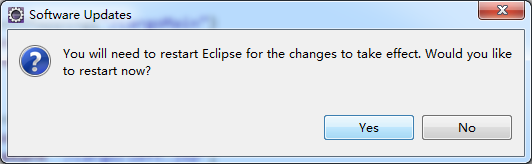 Software Updates
You will need to restart Eclipse for the changes to take effect. Would you like
to restart now?
Yes
No